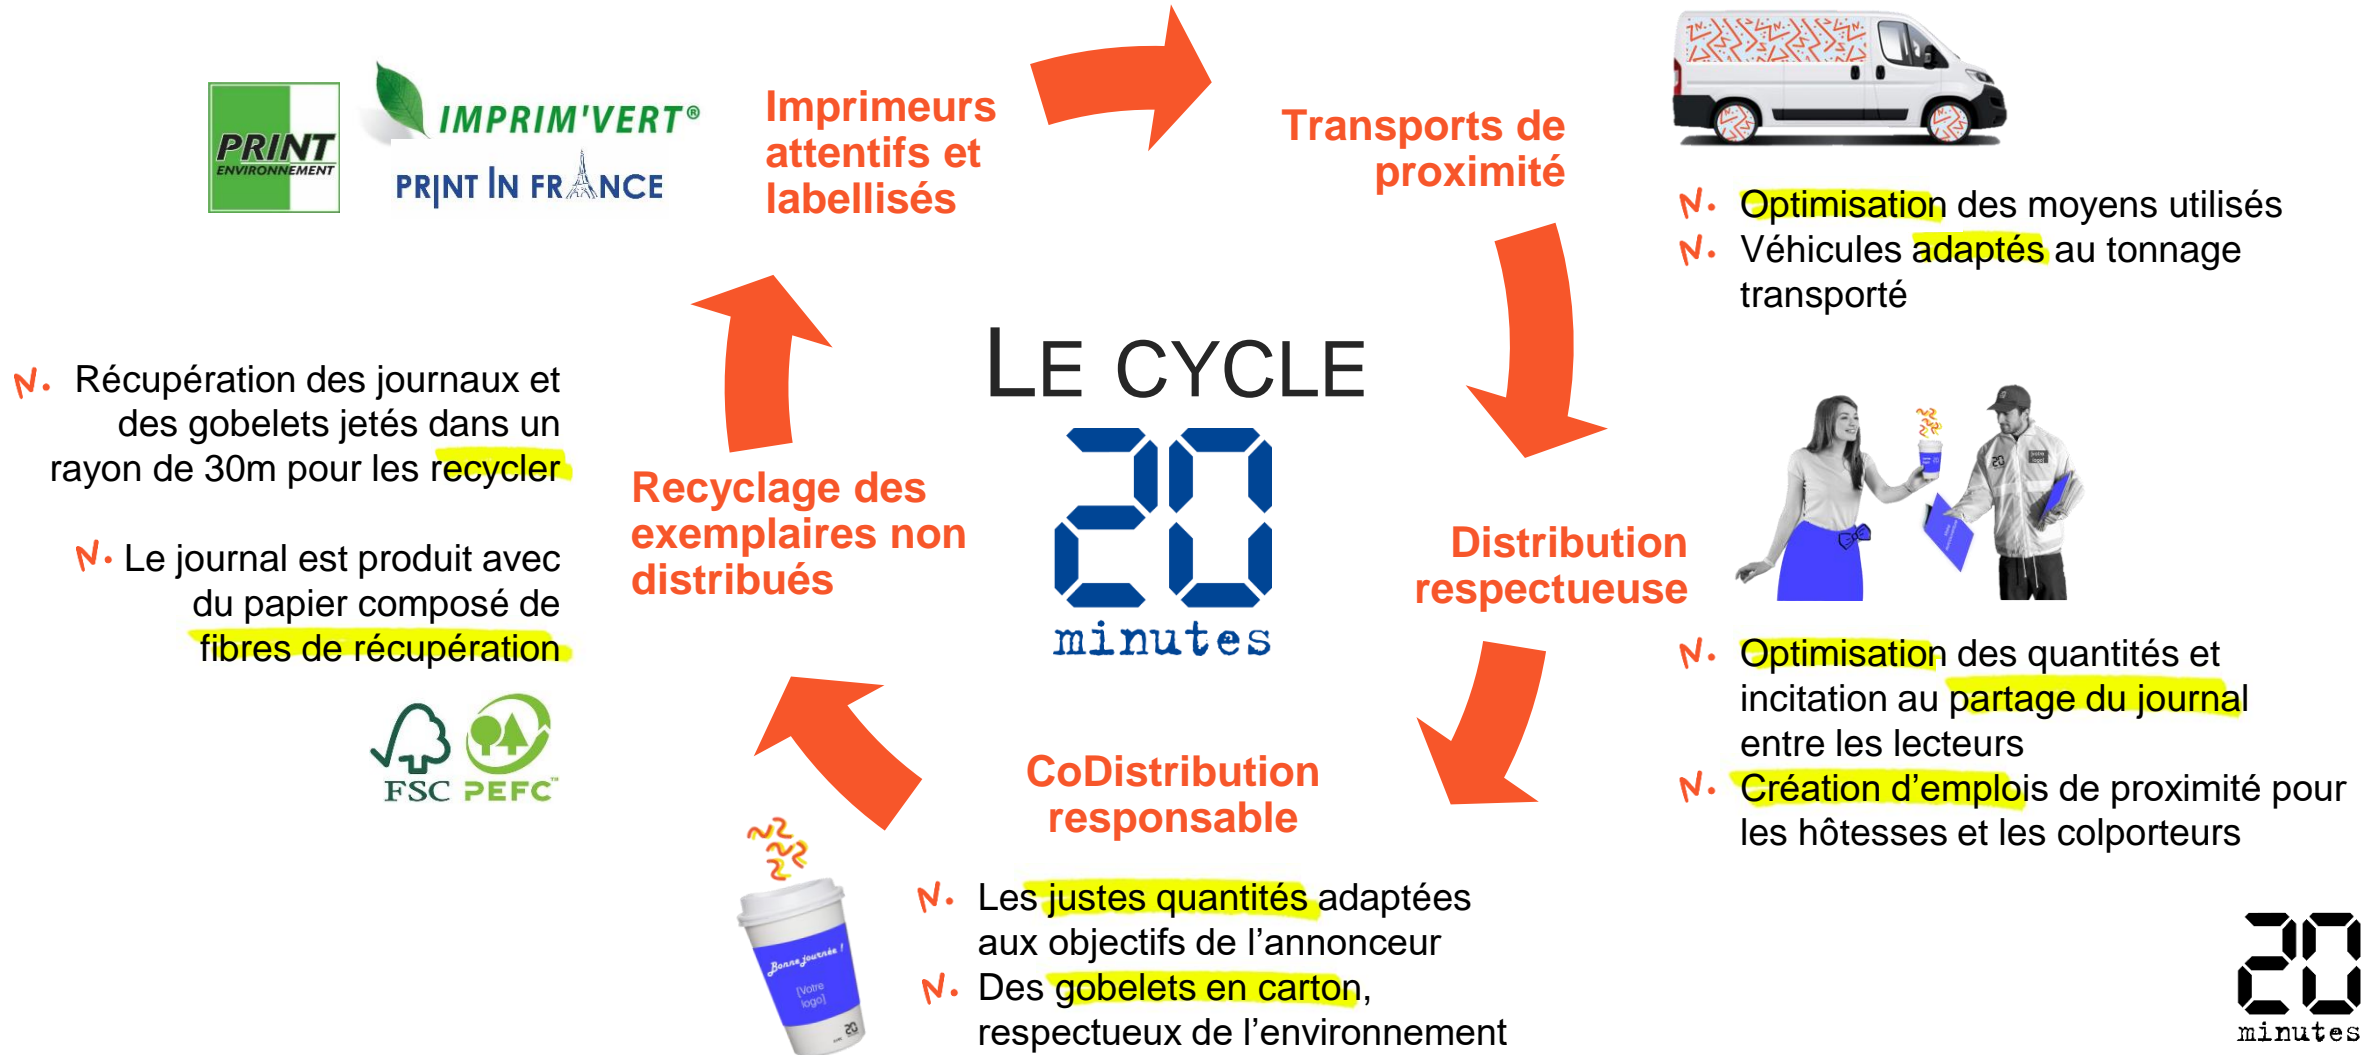 PRINT
ENVIRONNEMENT
IMPRIM'VERT®
PRINT IN FRANCE
Imprimeurs
attentifs et
labellisés
Transports de
proximité
Optimisation des moyens utilisés
Véhicules adaptés au tonnage
transporté
LE CYCLE
20
minutes
Récupération des journaux et
des gobelets jetés dans un
rayon de 30m pour les recycler
Le journal est produit avec
du papier composé de
fibres de récupération
FSC PEFC™
Recyclage des
exemplaires non
distribués
Distribution
respectueuse
Optimisation des quantités et
incitation au partage du journal
entre les lecteurs
Création d’emplois de proximité pour
les hôtesses et les colporteurs
CoDistribution
responsable
Les justes quantités adaptées
aux objectifs de l’annonceur
Des gobelets en carton,
respectueux de l’environnement
Bonne journée !
[Votre
logo]
20
20
minutes